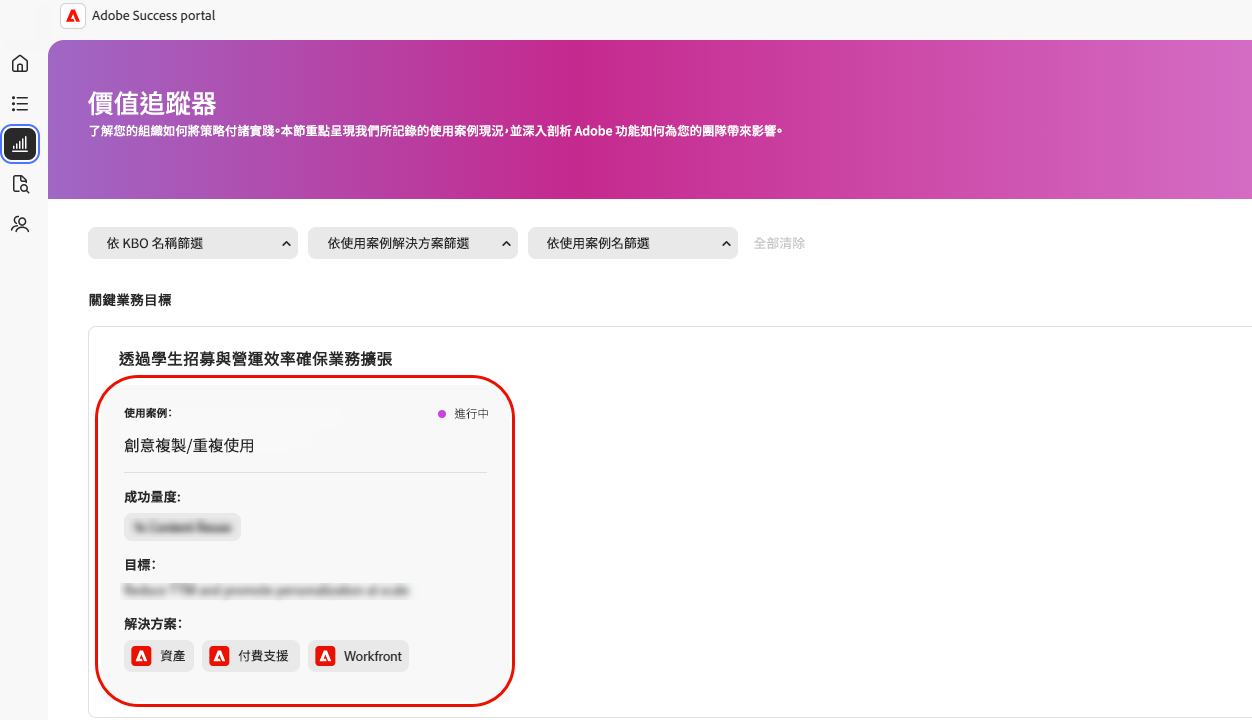 Adobe Success portal
價值追蹤器
了解您的組織如何將策略付諸實踐。本節重點呈現我們所記錄的使用案例現況，並深入剖析 Adobe 功能如何為您的團隊帶來影響。
依 KBO 名稱篩選
依使用案例解決方案篩選
依使用案例名篩選
全部清除
關鍵業務目標
透過學生招募與營運效率確保業務擴張
使用案例：
進行中
創意複製/重複使用
成功量度:
目標：
解決方案：
資產
付費支援
Workfront